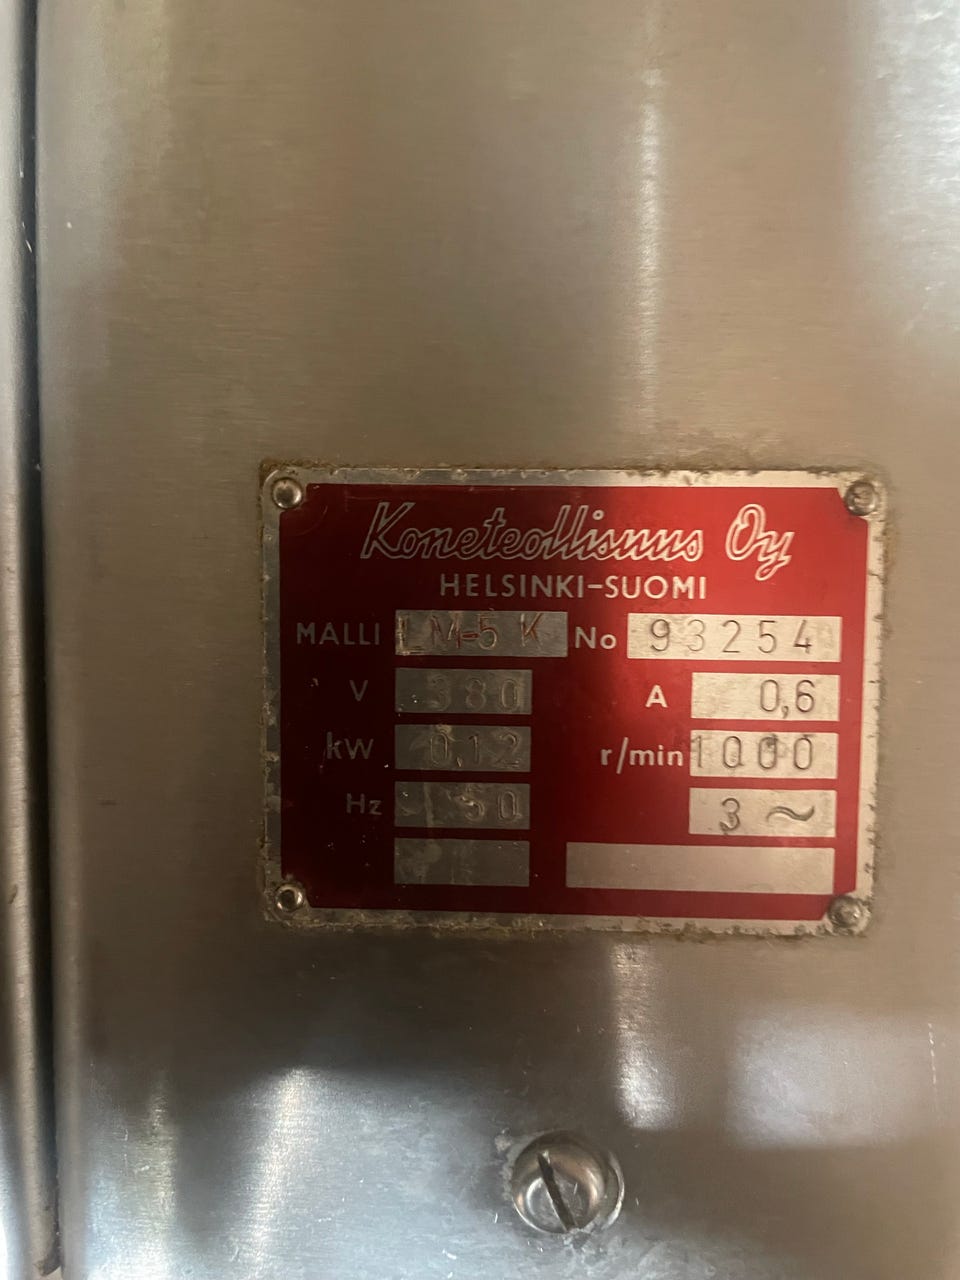 Koneteollisuus Oy
HELSINKI-SUOMI
MALLI LM-5 K No 93254
V 380 A 0,6
kW 0,12 r/min 1000
Hz 50 3 ~